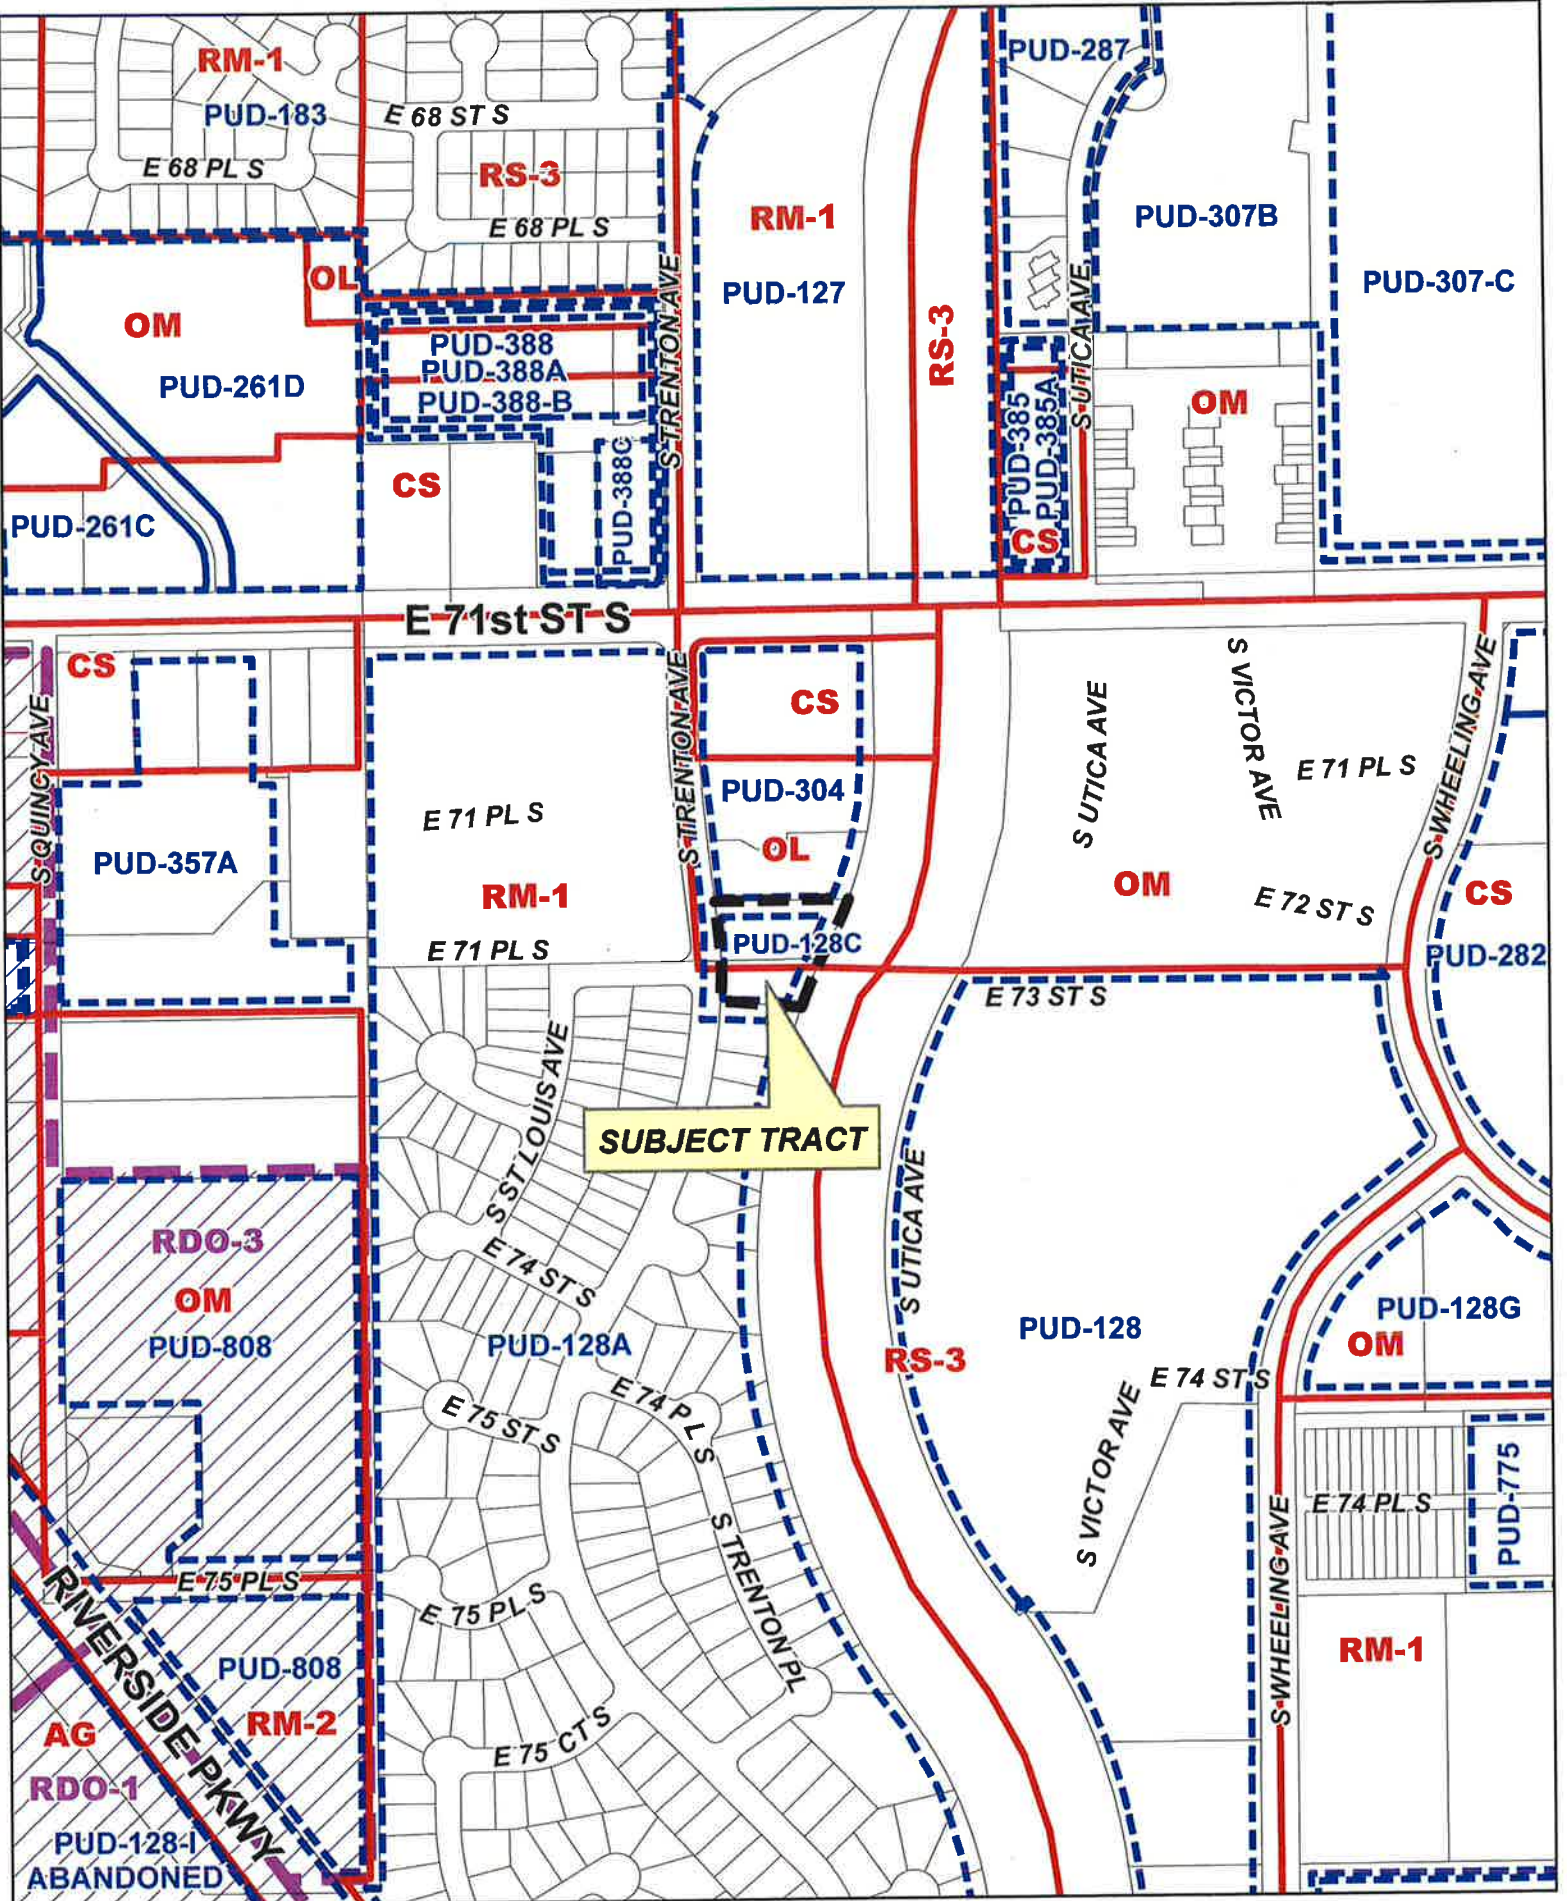 RM-1
PUD-183
E 68 PL S
E 68 ST S
RS-3
E 68 PL S
S TRENTON AVE
RM-1
PUD-127
RS-3
PUD-287
S UTICA AVE
PUD-307B
PUD-307-C
OL
OM
PUD-261D
PUD-388
PUD-388A
PUD-388-B
PUD-388C
CS
PUD-261C
PUD-385
PUD-385A
CS
OM
E 71st ST S
CS
S QUINCY AVE
PUD-357A
E 71 PL S
RM-1
E 71 PL S
S TRENTON AVE
CS
PUD-304
OL
PUD-128C
S UTICA AVE
S VICTOR AVE
E 71 PL S
OM
E 72 ST S
S WHEELING AVE
CS
PUD-282
E 73 ST S
SUBJECT TRACT
S ST LOUIS AVE
E 74 ST S
PUD-128A
S UTICA AVE
RS-3
PUD-128
PUD-128G
OM
E 74 ST S
S VICTOR AVE
RDO-3
OM
PUD-808
E 75 ST S
E 74 PL S
S TRENTON PL
E 74 PL S
PUD-775
S WHEELING AVE
RM-1
E 75 PL S
E 75 PL S
RIVERSIDE PKWY
PUD-808
RM-2
E 75 CT S
AG
RDO-1
PUD-128-I
ABANDONED